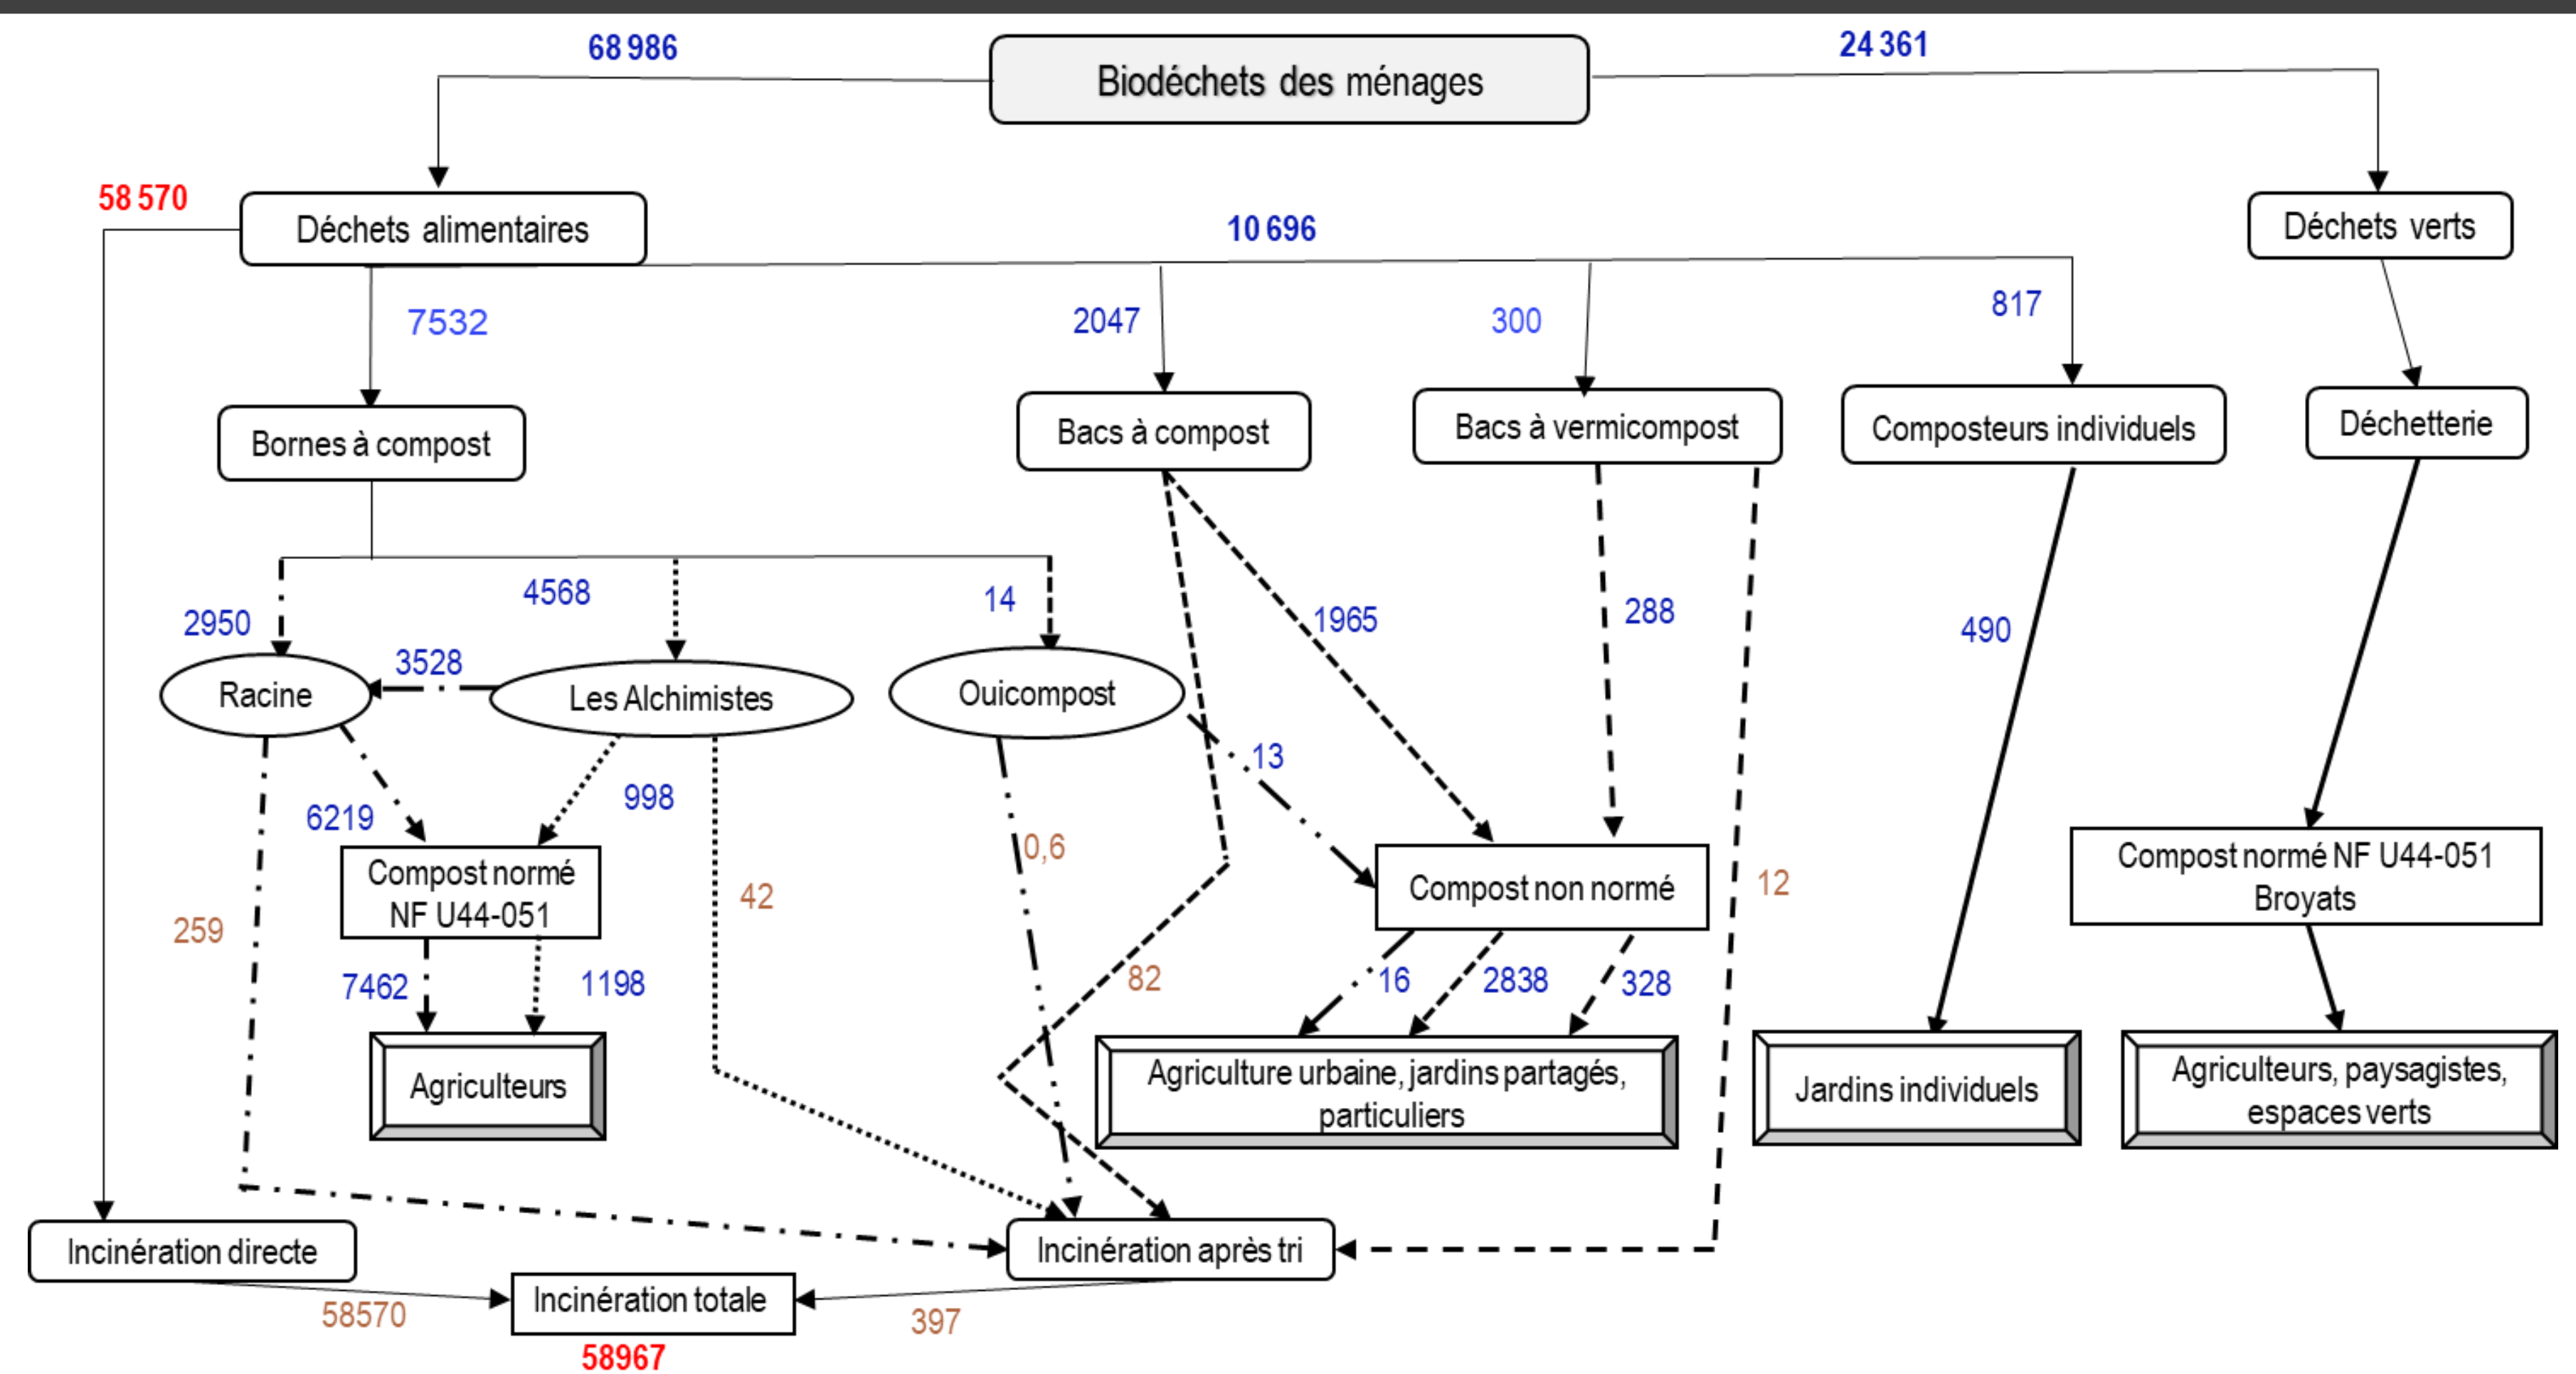 68 986
Biodéchets des ménages
24 361
58 570
Déchets alimentaires
10 696
Déchets verts
7532
2047
300
817
Bornes à compost
Bacs à compost
Bacs à vermicompost
Composteurs individuels
Déchetterie
2950
4568
14
1965
288
490
3528
Racine
Les Alchimistes
Ouicompost
13
6219
998
0,6
Compost normé
NF U44-051
42
Compost non normé
12
Compost normé NF U44-051
Broyats
259
7462
1198
82
16
2838
328
Agriculteurs
Agriculture urbaine, jardins partagés,
particuliers
Jardins individuels
Agriculteurs, paysagistes,
espaces verts
Incinération directe
Incinération après tri
58570
Incinération totale
397
58967